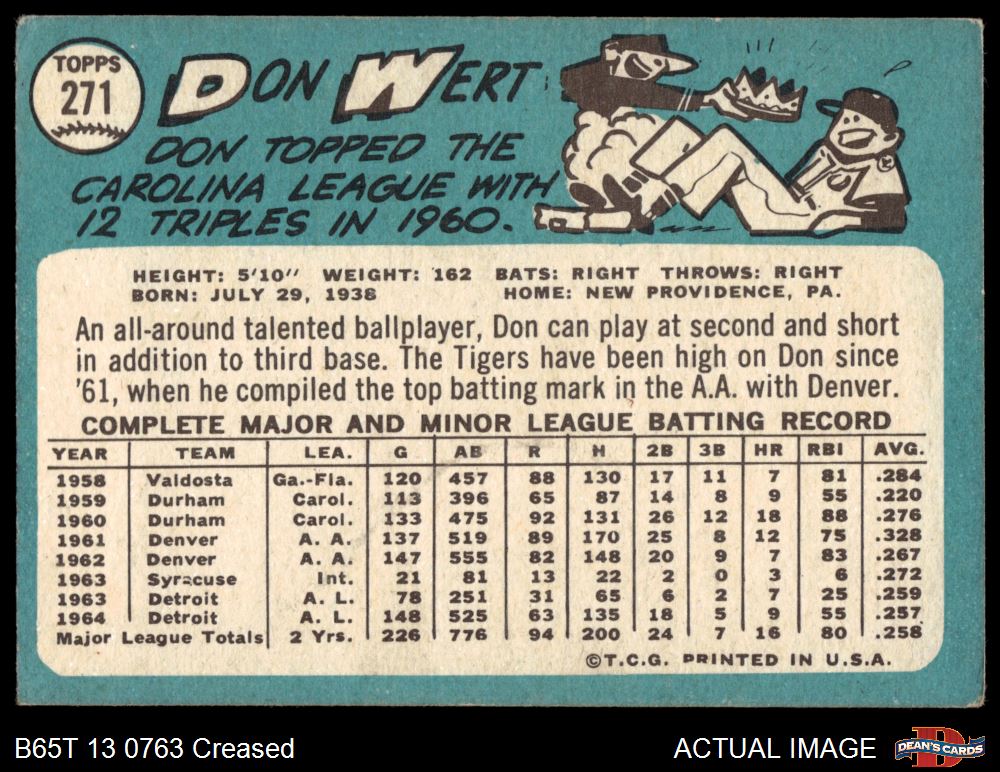 TOPPS
271
DON WERT
DON TOPPED THE
CAROLINA LEAGUE WITH
12 TRIPLES IN 1960.
HEIGHT: 5'10" WEIGHT: 162 BATS: RIGHT THROWS: RIGHT
BORN: JULY 29, 1938 HOME: NEW PROVIDENCE, PA.
An all-around talented ballplayer, Don can play at second and short
in addition to third base. The Tigers have been high on Don since
'61, when he compiled the top batting mark in the A.A. with Denver.
COMPLETE MAJOR AND MINOR LEAGUE BATTING RECORD
YEAR TEAM LEA. G AB R H 2B 3B HR RBI AVG.
1958 Valdosta Ga.-Fla. 120 457 88 130 17 11 7 81 .284
1959 Durham Carol. 113 396 65 87 14 8 9 55 .220
1960 Durham Carol. 133 475 92 131 26 12 18 88 .276
1961 Denver A. A. 137 519 89 170 25 8 12 75 .328
1962 Denver A. A. 147 555 82 148 20 9 7 83 .267
1963 Syracuse Int. 21 81 13 22 2 0 3 6 .272
1963 Detroit A. L. 78 251 31 65 6 2 7 25 .259
1964 Detroit A. L. 148 525 63 135 18 5 9 55 .257
Major League Totals 2 Yrs. 226 776 94 200 24 7 16 80 .258
©T.C.G. PRINTED IN U.S.A.
B65T 13 0763 Creased
ACTUAL IMAGE
DEAN'S CARDS